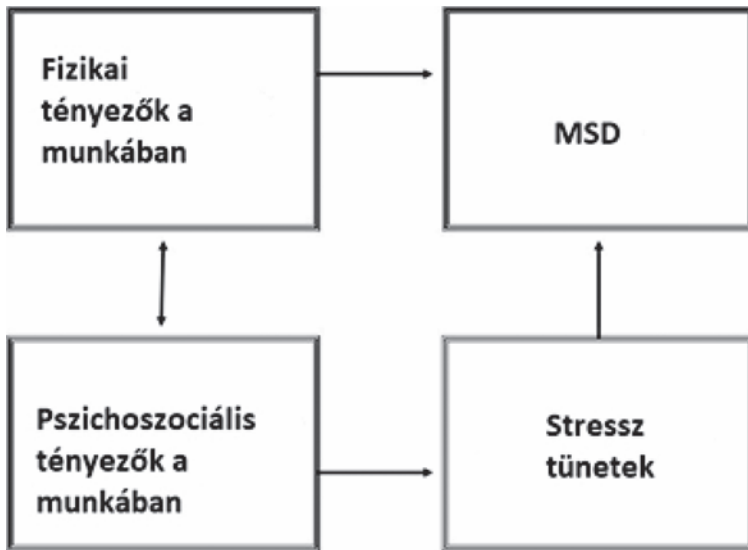 Fizikai
tényezők a
munkában
MSD
Pszichoszociális
tényezők a
munkában
Stressz
tünetek